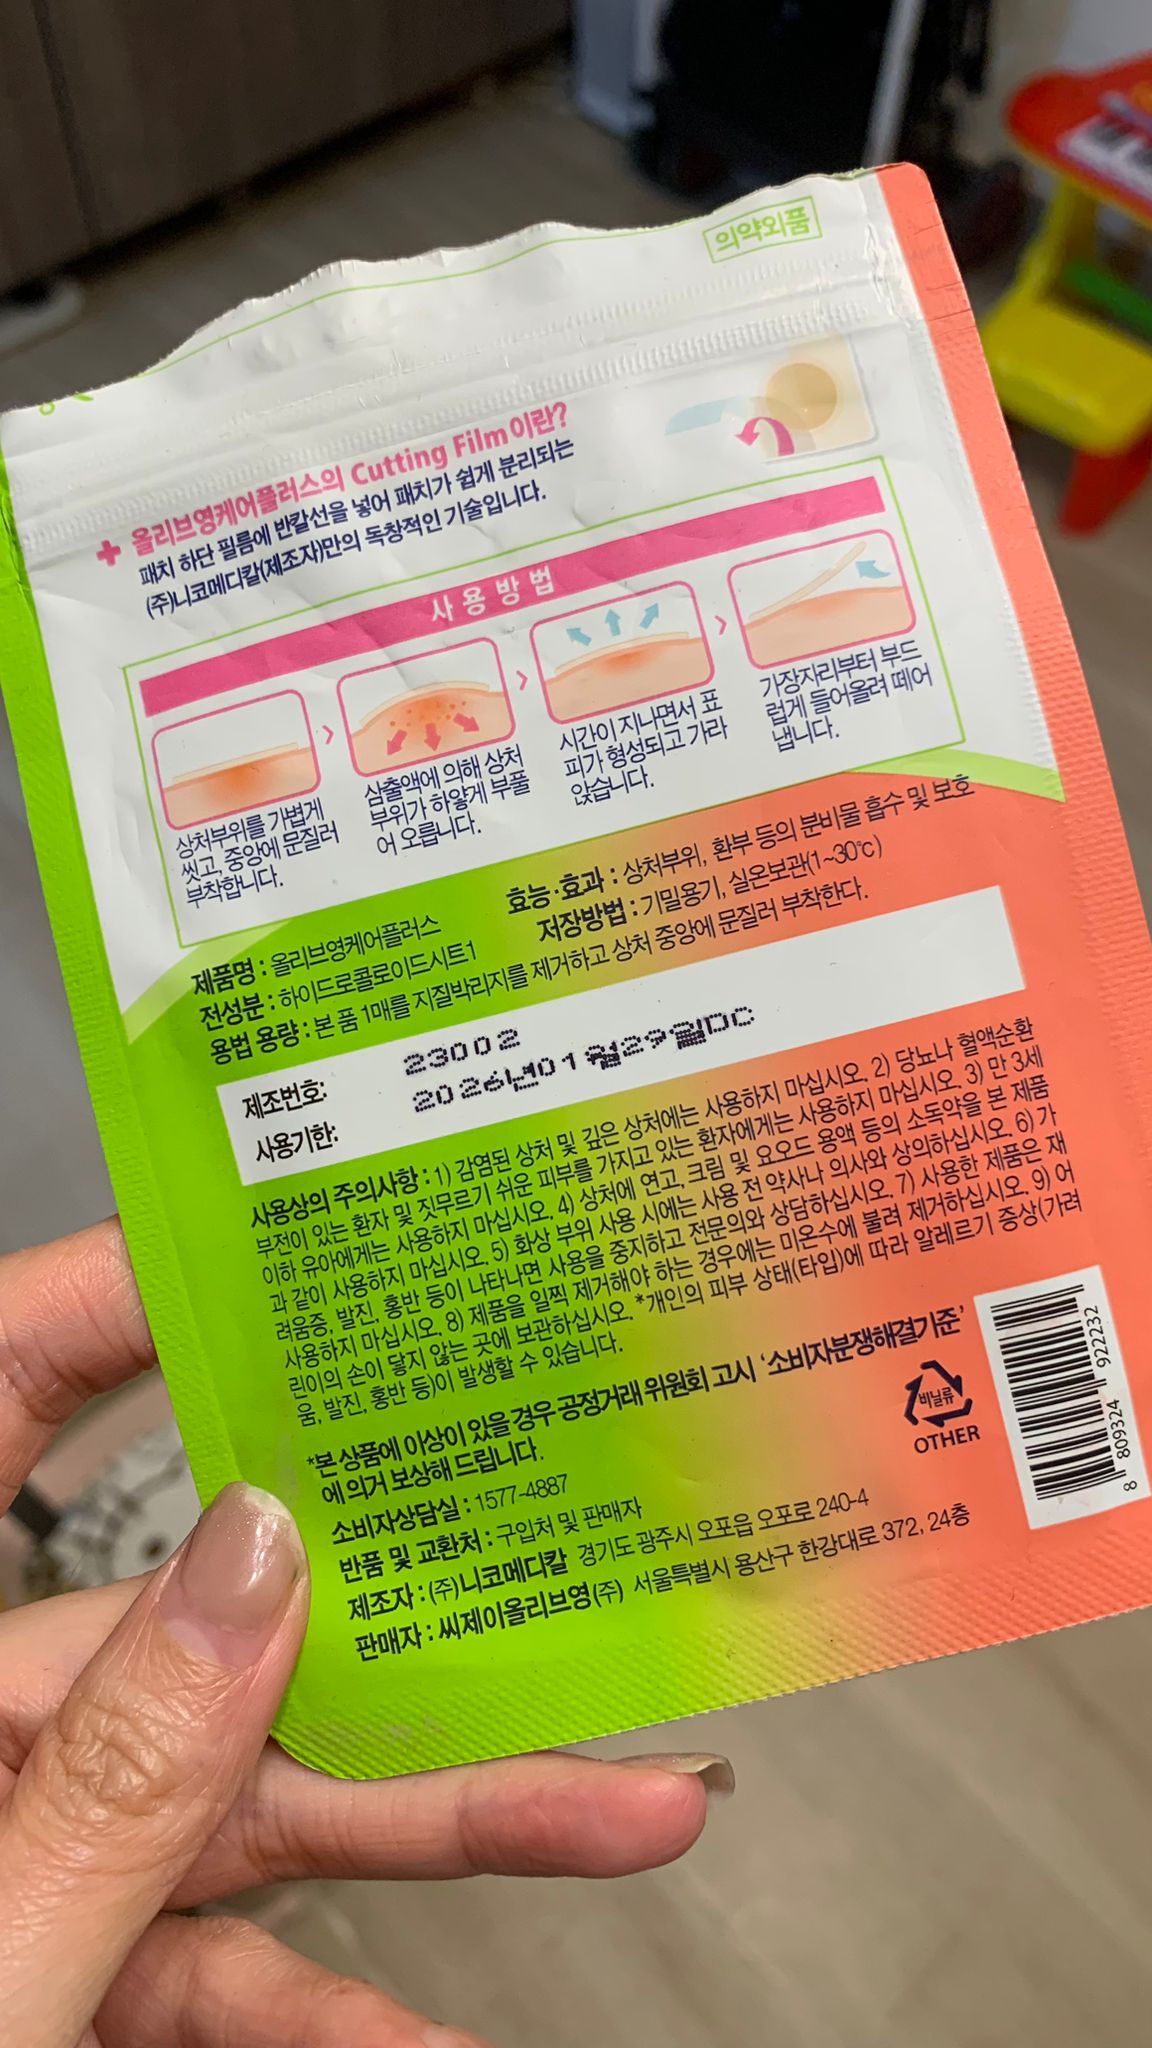 의약외품
+ 올리브영케어플러스의 Cutting Film이란?
패치 하단 필름에 반칼선을 넣어 패치가 쉽게 분리되는
(주)니코메디칼(제조자)만의 독창적인 기술입니다.
사용방법
상처부위를 가볍게
씻고, 중앙에 문질러
부착합니다.
삼출액에 의해 상처
부위가 하얗게 부풀
어 오릅니다.
시간이 지나면서 표
피가 형성되고 가라
앉습니다.
가장자리부터 부드
럽게 들어올려 떼어
냅니다.
제품명 : 올리브영케어플러스
효능·효과 : 상처부위, 환부 등의 분비물 흡수 및 보호
전성분 : 하이드로콜로이드시트1
저장방법 : 기밀용기, 실온보관(1~30℃)
용법 용량 : 본 품 1매를 지질박리지를 제거하고 상처 중앙에 문질러 부착한다.
제조번호: 23002
사용기한: 2026년01월29일DC
사용상의 주의사항 : 1) 감염된 상처 및 깊은 상처에는 사용하지 마십시오. 2) 당뇨나 혈액순환
부전이 있는 환자 및 짓무르기 쉬운 피부를 가지고 있는 환자에게는 사용하지 마십시오. 3) 만 3세
이하 유아에게는 사용하지 마십시오. 4) 상처에 연고, 크림 및 요오드 용액 등의 소독약을 본 제품
과 같이 사용하지 마십시오. 5) 화상 부위 사용 시에는 사용 전 약사나 의사와 상의하십시오. 6) 가
려움증, 발진, 홍반 등이 나타나면 사용을 중지하고 전문의와 상담하십시오. 7) 사용한 제품은 재
사용하지 마십시오. 8) 제품을 일찍 제거해야 하는 경우에는 미온수에 불려 제거하십시오. 9) 어
린이의 손이 닿지 않는 곳에 보관하십시오. *개인의 피부 상태(타입)에 따라 알레르기 증상(가려
움, 발진, 홍반 등)이 발생할 수 있습니다.
*본 상품에 이상이 있을 경우 공정거래 위원회 고시 '소비자분쟁해결기준'
에 의거 보상해 드립니다.
소비자상담실 : 1577-4887
반품 및 교환처 : 구입처 및 판매자
제조자 : (주)니코메디칼 경기도 광주시 오포읍 오포로 240-4
판매자 : 씨제이올리브영(주) 서울특별시 용산구 한강대로 372, 24층
비닐류
OTHER
8 809324 922232